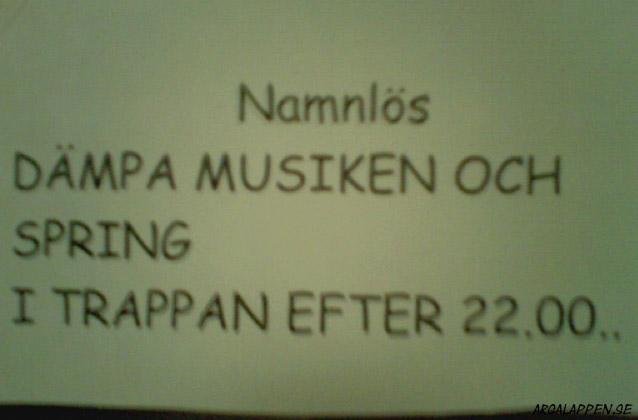 Namnlös
DÄMPA MUSIKEN OCH
SPRING
I TRAPPAN EFTER 22.00..
ARGALAPPEN.SE